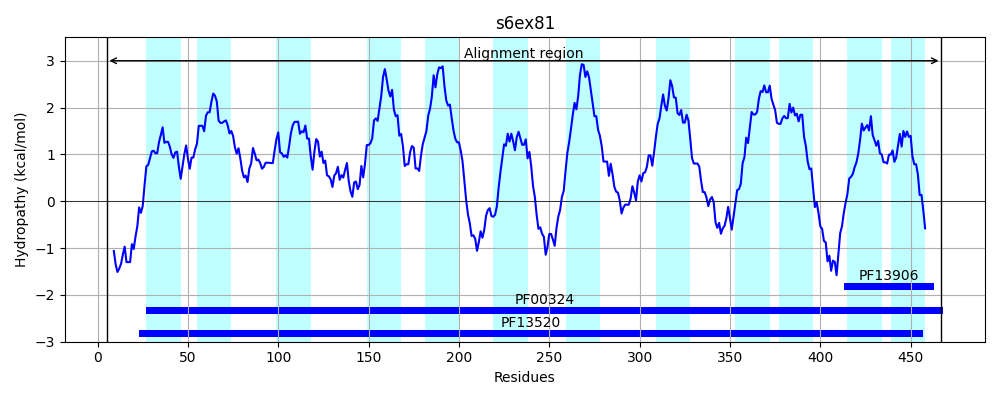 s6ex81
Alignment region
Hydropathy (kcal/mol)
3
2
1
0
−1
−2
−3
PF13906
PF00324
PF13520
0 50 100 150 200 250 300 350 400 450
Residues